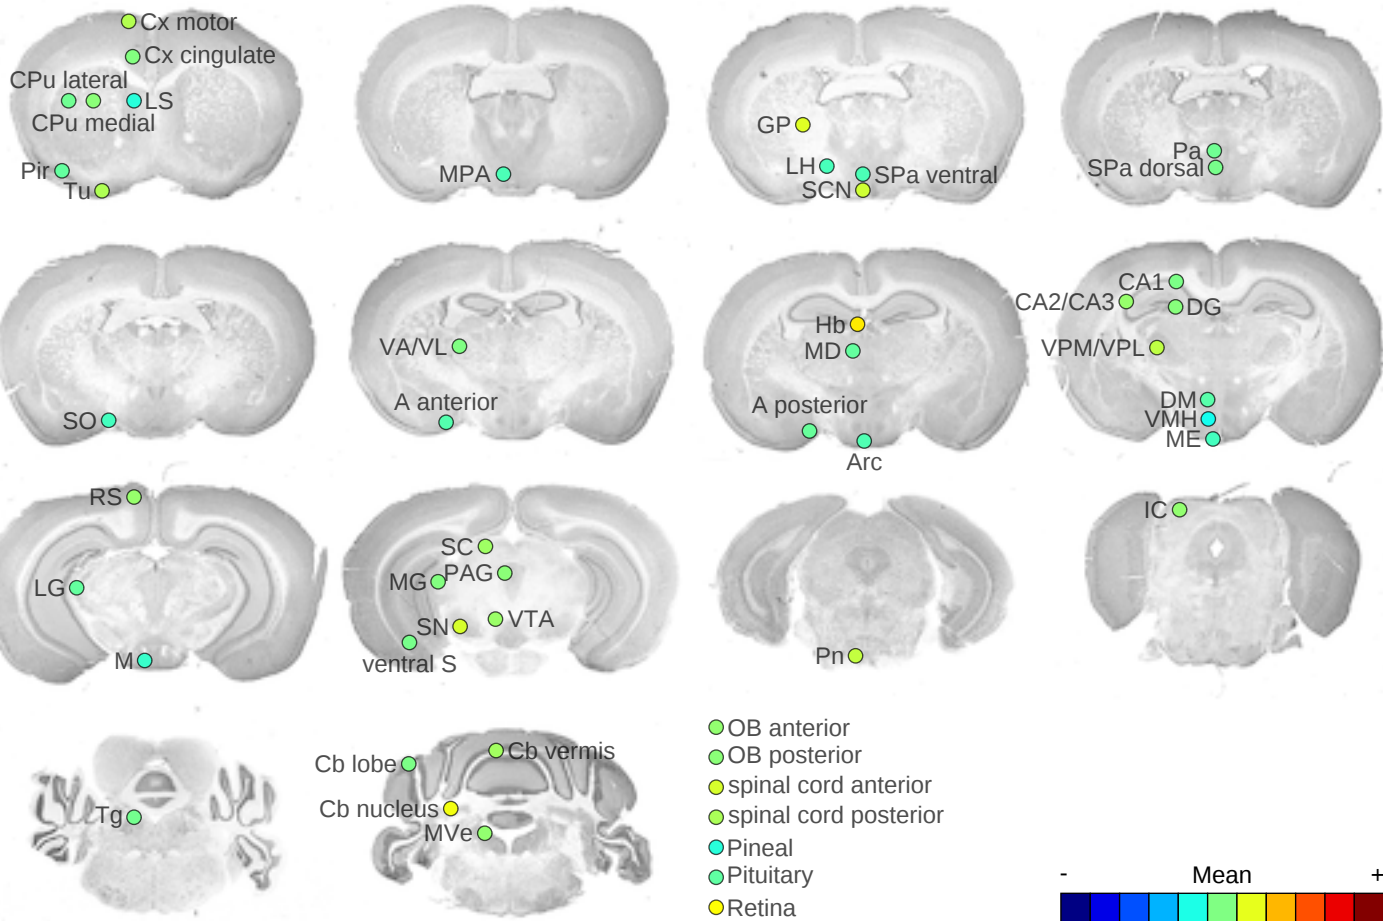 Cx motor
Cx cingulate
CPu lateral
LS
CPu medial
Pir
Tu
MPA
GP
LH
SPa ventral
SCN
Pa
SPa dorsal
SO
VA/VL
A anterior
Hb
MD
A posterior
Arc
CA1
CA2/CA3
DG
VPM/VPL
DM
VMH
ME
RS
LG
M
SC
PAG
MG
VTA
SN
ventral S
Pn
IC
Tg
Cb vermis
Cb lobe
Cb nucleus
MVe
OB anterior
OB posterior
spinal cord anterior
spinal cord posterior
Pineal
Pituitary
Retina
- Mean +